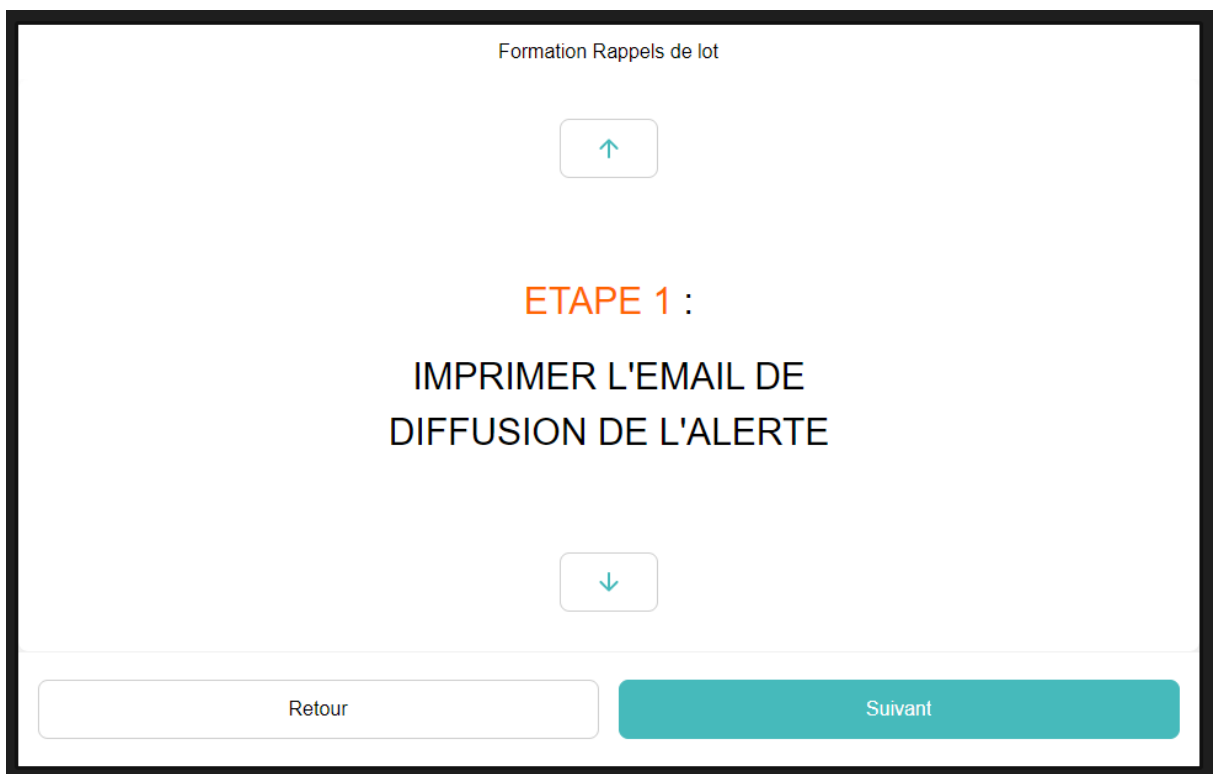 Formation Rappels de lot
ETAPE 1 :
IMPRIMER L'EMAIL DE
DIFFUSION DE L'ALERTE
Retour
Suivant